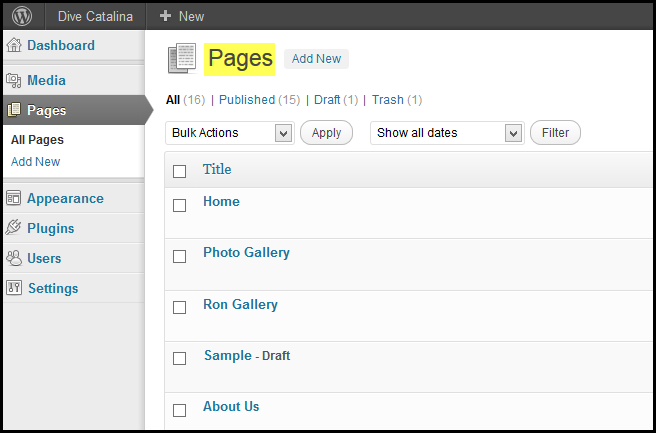 Dive Catalina + New
Dashboard
Media
Pages
All Pages
Add New
Appearance
Plugins
Users
Settings
Pages Add New
All (16) | Published (15) | Draft (1) | Trash (1)
Bulk Actions Apply Show all dates Filter
Title
Home
Photo Gallery
Ron Gallery
Sample - Draft
About Us